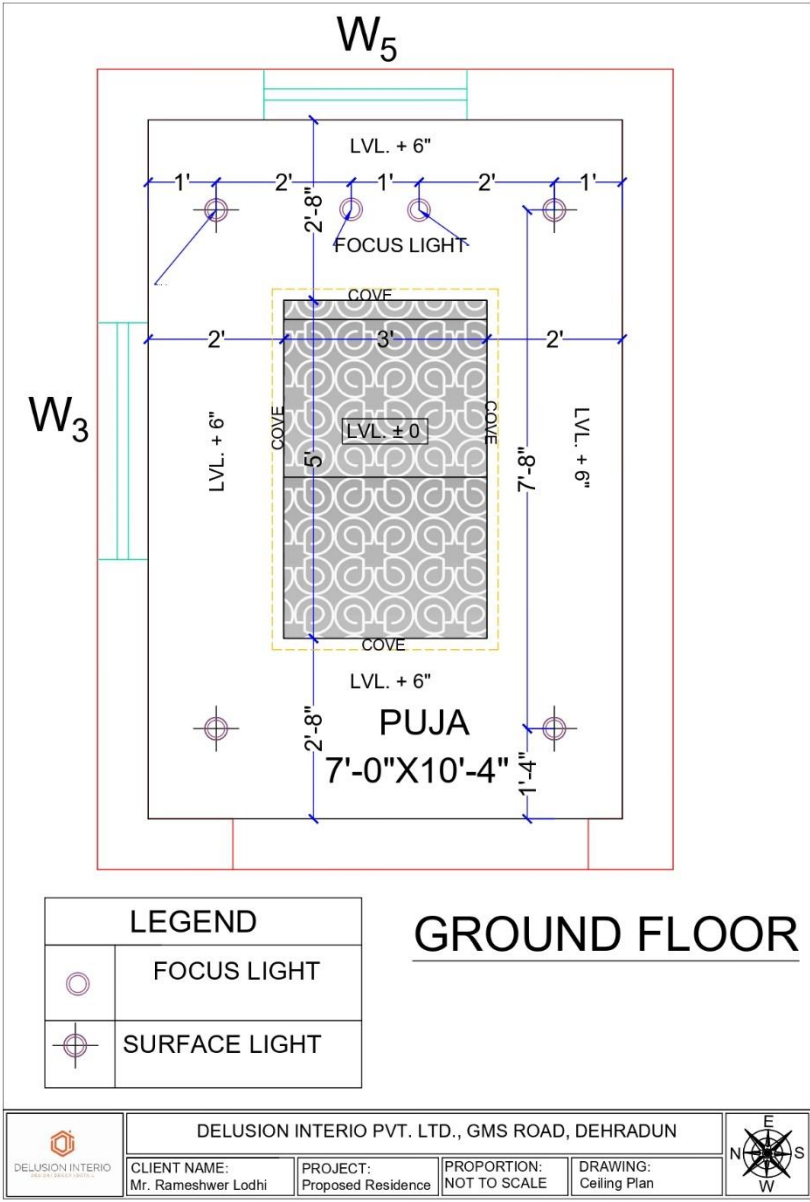 W5
LVL. + 6"
1'
2'
1'
2'
1'
2'-8"
FOCUS LIGHT
COVE
2'
3'
2'
W3
LVL. + 6"
COVE
LVL. ± 0
COVE
LVL. + 6"
5'
7'-8"
COVE
LVL. + 6"
2'-8"
PUJA
7'-0"X10'-4"
1'-4"
LEGEND
FOCUS LIGHT
SURFACE LIGHT
GROUND FLOOR
DELUSION INTERIO
DELUSION INTERIO PVT. LTD., GMS ROAD, DEHRADUN
CLIENT NAME:
Mr. Rameshwer Lodhi
PROJECT:
Proposed Residence
PROPORTION:
NOT TO SCALE
DRAWING:
Ceiling Plan
E
N
S
W